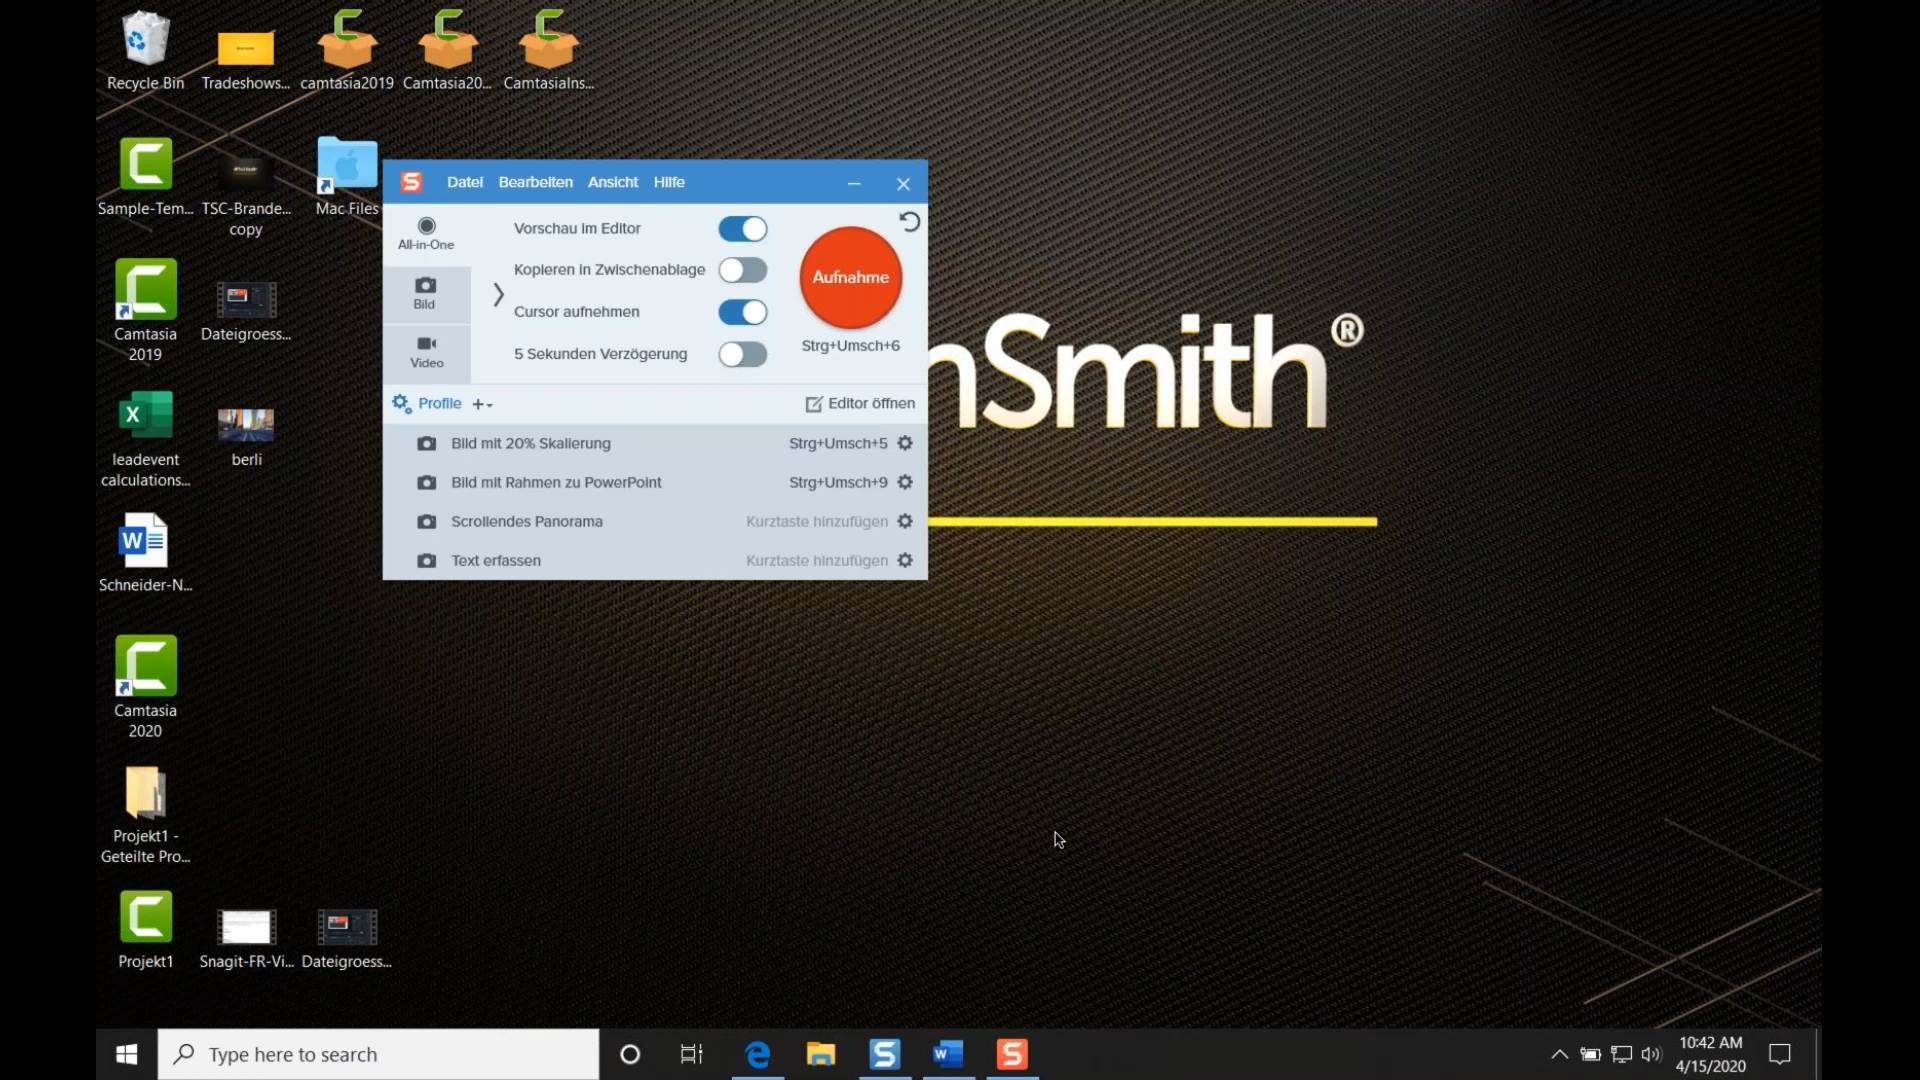 Recycle Bin
Tradeshows...
camtasia2019
Camtasia20...
CamtasiaIns...
Sample-Tem...
TSC-Brande...
copy
Mac Files
Camtasia
2019
Dateigroess...
leadevent
calculations...
berli
Schneider-N...
Camtasia
2020
Projekt1 -
Geteilte Pro...
Projekt1
Snagit-FR-Vi...
Dateigroess...
Datei Bearbeiten Ansicht Hilfe
All-in-One
Bild
Video
Vorschau im Editor
Kopieren in Zwischenablage
Cursor aufnehmen
5 Sekunden Verzögerung
Aufnahme
Strg+Umsch+6
Profile
Editor öffnen
Bild mit 20% Skalierung Strg+Umsch+5
Bild mit Rahmen zu PowerPoint Strg+Umsch+9
Scrollendes Panorama Kurztaste hinzufügen
Text erfassen Kurztaste hinzufügen
nSmith®
Type here to search
10:42 AM
4/15/2020